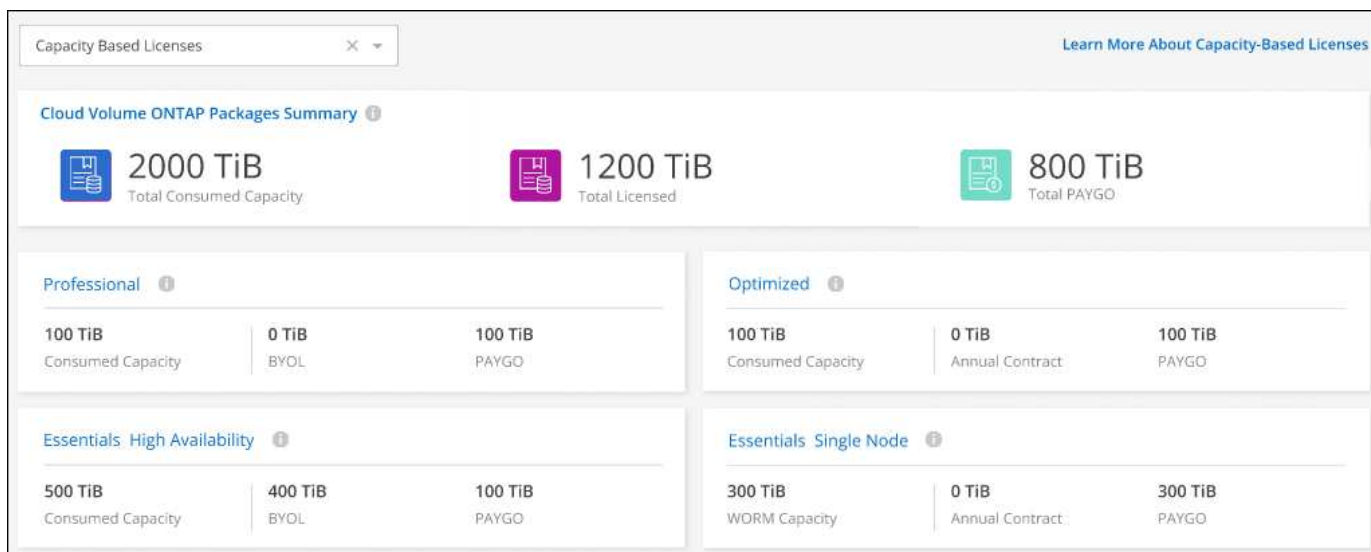 Capacity Based Licenses
Learn More About Capacity-Based Licenses
Cloud Volume ONTAP Packages Summary
2000 TiB
Total Consumed Capacity
1200 TiB
Total Licensed
800 TiB
Total PAYGO
Professional
100 TiB
Consumed Capacity
0 TiB
BYOL
100 TiB
PAYGO
Optimized
100 TiB
Consumed Capacity
0 TiB
Annual Contract
100 TiB
PAYGO
Essentials High Availability
500 TiB
Consumed Capacity
400 TiB
BYOL
100 TiB
PAYGO
Essentials Single Node
300 TiB
WORM Capacity
0 TiB
Annual Contract
300 TiB
PAYGO